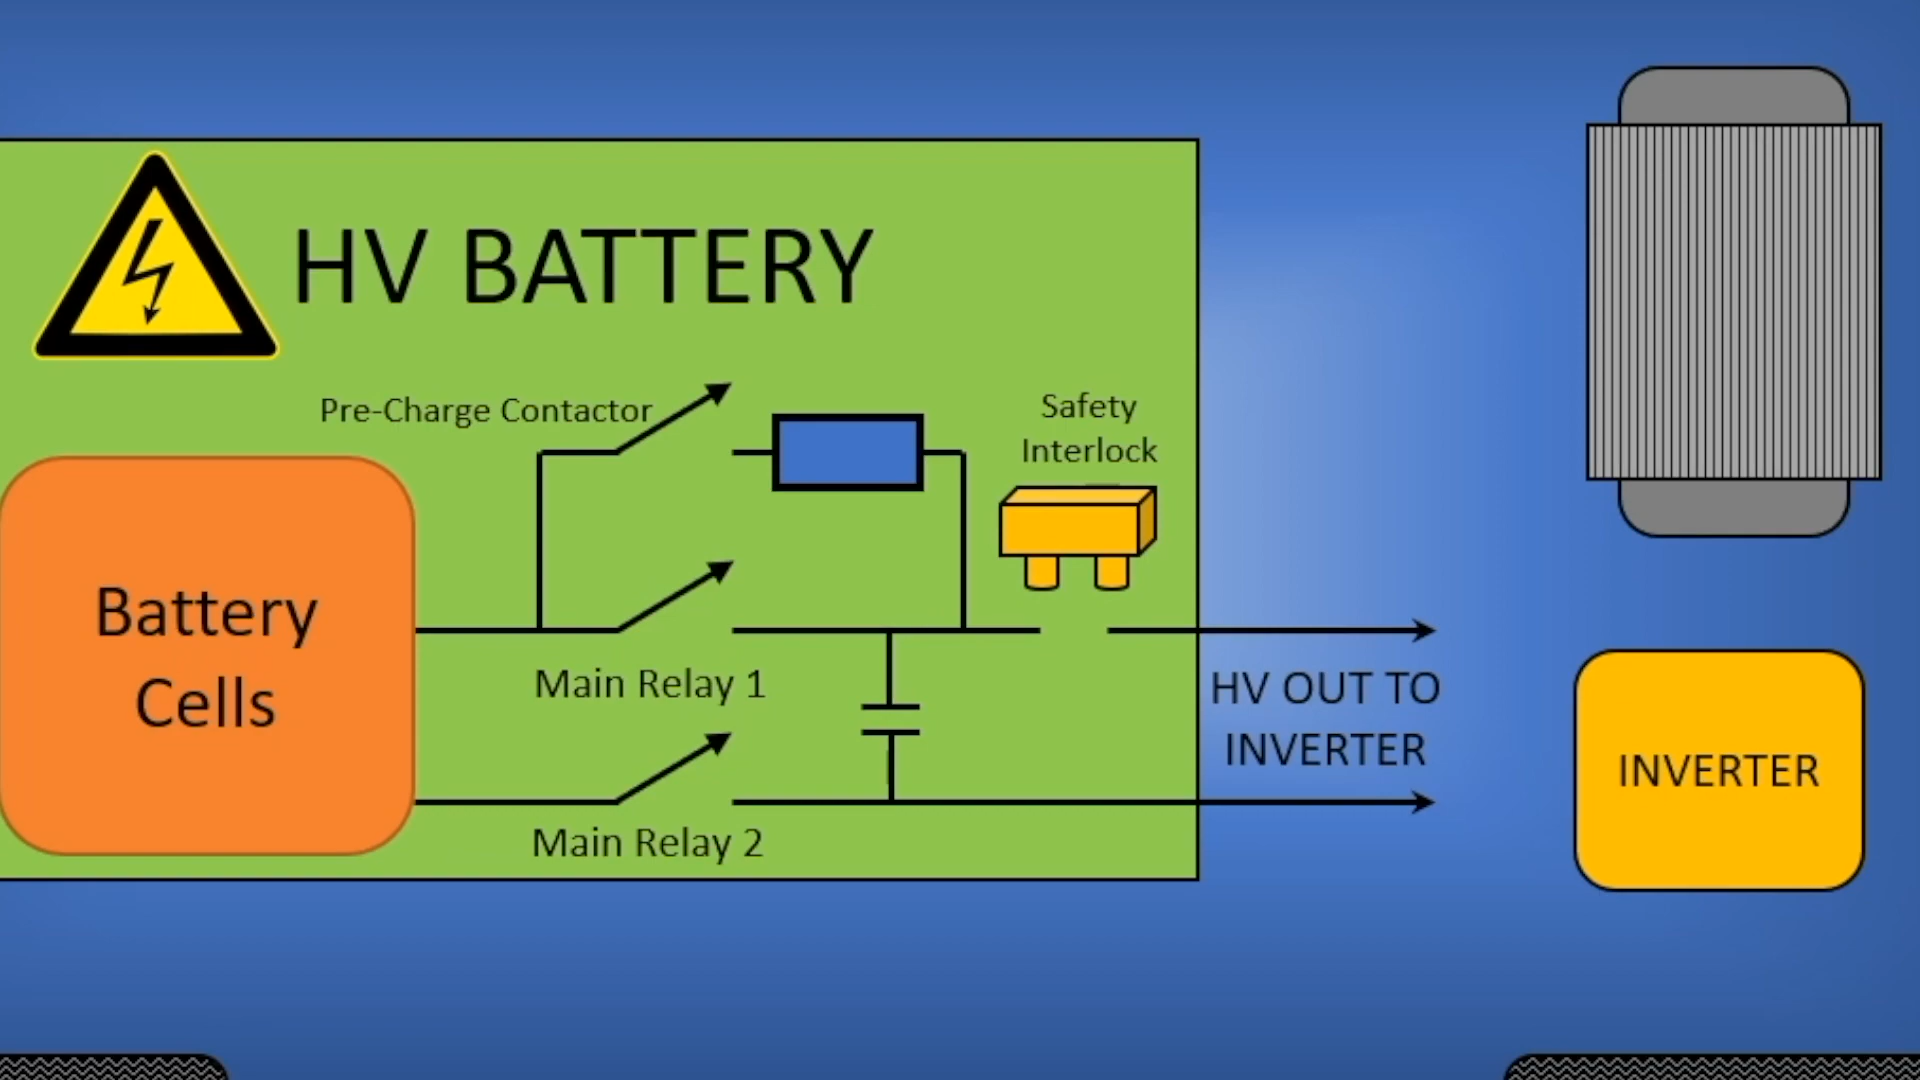 HV BATTERY
Pre-Charge Contactor
Safety
Interlock
Battery
Cells
Main Relay 1
Main Relay 2
HV OUT TO
INVERTER
INVERTER